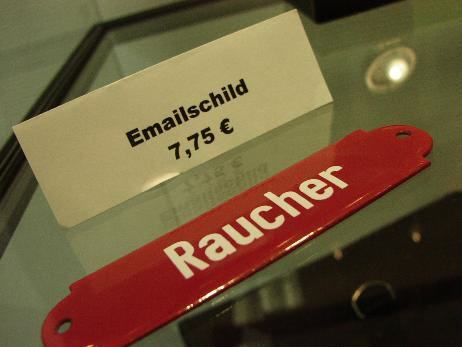 Emailschild
7,75 €
Raucher